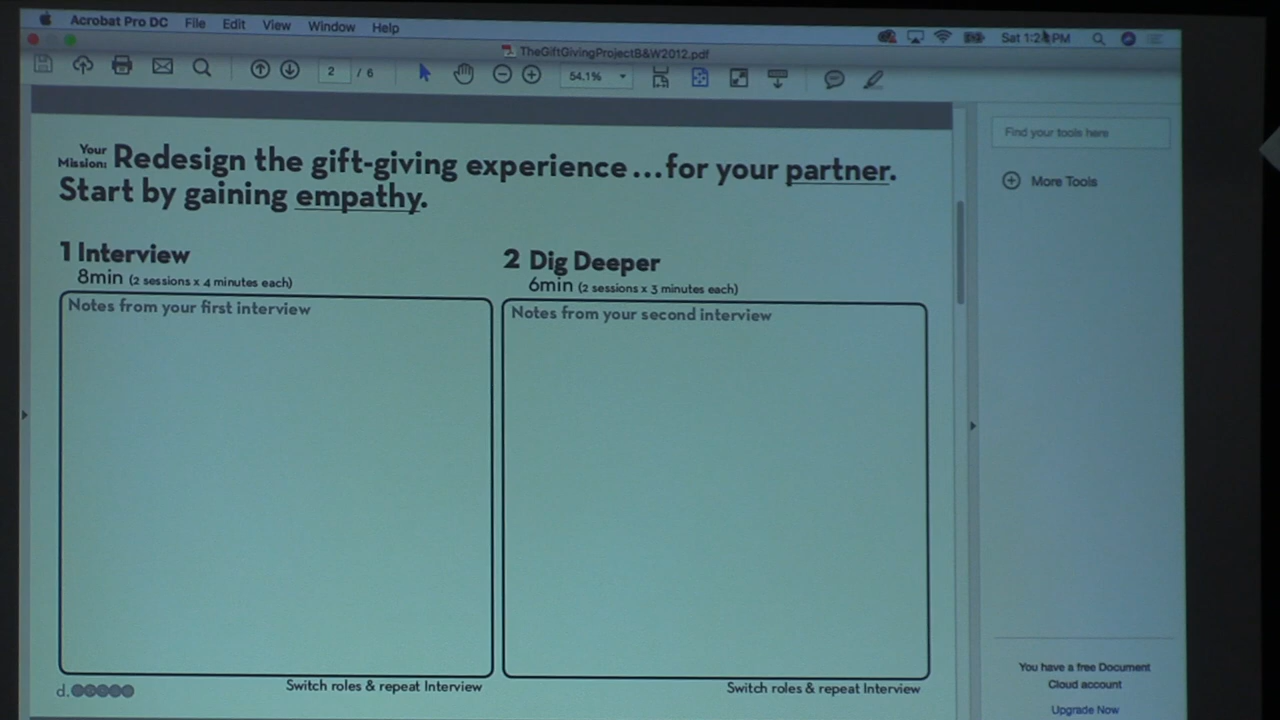 Acrobat Pro DC File Edit View Window Help
TheGiftGivingProjectB&W2012.pdf
2 / 6
54.1%
Find your tools here
More Tools
Your Mission: Redesign the gift-giving experience...for your partner.
Start by gaining empathy.
1 Interview
8min (2 sessions x 4 minutes each)
Notes from your first interview
Switch roles & repeat Interview
2 Dig Deeper
6min (2 sessions x 3 minutes each)
Notes from your second interview
Switch roles & repeat Interview
d.
You have a free Document
Cloud account
Upgrade Now